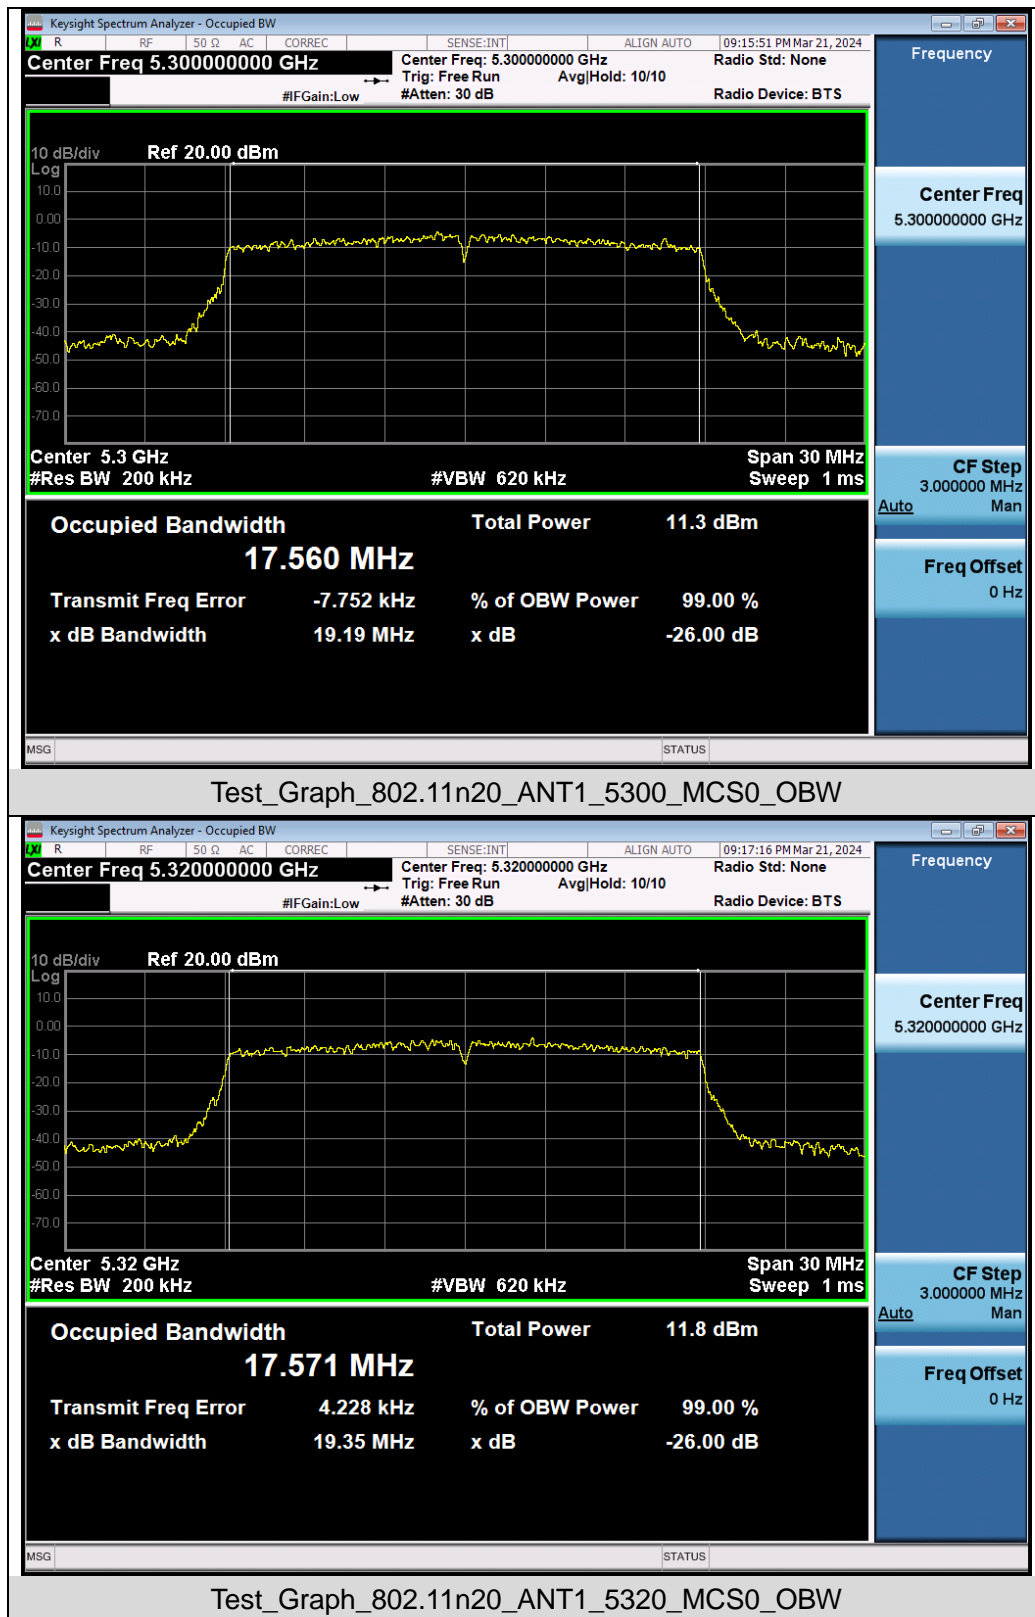 Keysight Spectrum Analyzer - Occupied BW
LXI R RF 50 Ω AC CORREC SENSE:INT ALIGN AUTO 09:15:51 PM Mar 21, 2024
Center Freq 5.300000000 GHz
Center Freq: 5.300000000 GHz Radio Std: None
Trig: Free Run Avg|Hold: 10/10
#IFGain:Low #Atten: 30 dB Radio Device: BTS
Frequency
10 dB/div Ref 20.00 dBm
Log
10.0
0.00
-10.0
-20.0
-30.0
-40.0
-50.0
-60.0
-70.0
Center 5.3 GHz Span 30 MHz
#Res BW 200 kHz #VBW 620 kHz Sweep 1 ms
Center Freq
5.300000000 GHz
CF Step
3.000000 MHz
Auto Man
Freq Offset
0 Hz
Occupied Bandwidth Total Power 11.3 dBm
17.560 MHz
Transmit Freq Error -7.752 kHz % of OBW Power 99.00 %
x dB Bandwidth 19.19 MHz x dB -26.00 dB
MSG STATUS
Test_Graph_802.11n20_ANT1_5300_MCS0_OBW
Keysight Spectrum Analyzer - Occupied BW
LXI R RF 50 Ω AC CORREC SENSE:INT ALIGN AUTO 09:17:16 PM Mar 21, 2024
Center Freq 5.320000000 GHz
Center Freq: 5.320000000 GHz Radio Std: None
Trig: Free Run Avg|Hold: 10/10
#IFGain:Low #Atten: 30 dB Radio Device: BTS
Frequency
10 dB/div Ref 20.00 dBm
Log
10.0
0.00
-10.0
-20.0
-30.0
-40.0
-50.0
-60.0
-70.0
Center 5.32 GHz Span 30 MHz
#Res BW 200 kHz #VBW 620 kHz Sweep 1 ms
Center Freq
5.320000000 GHz
CF Step
3.000000 MHz
Auto Man
Freq Offset
0 Hz
Occupied Bandwidth Total Power 11.8 dBm
17.571 MHz
Transmit Freq Error 4.228 kHz % of OBW Power 99.00 %
x dB Bandwidth 19.35 MHz x dB -26.00 dB
MSG STATUS
Test_Graph_802.11n20_ANT1_5320_MCS0_OBW